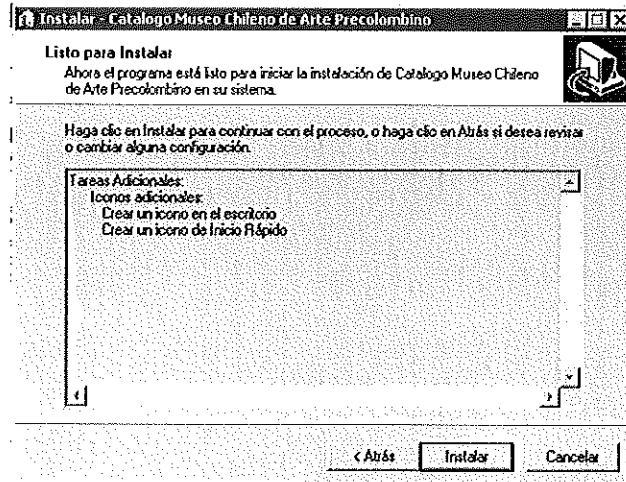 Instalar - Catalogo Museo Chileno de Arte Precolombino
Listo para Instalar
Ahora el programa está listo para iniciar la instalación de Catalogo Museo Chileno
de Arte Precolombino en su sistema.
Haga clic en Instalar para continuar con el proceso, o haga clic en Atrás si desea revisar
o cambiar alguna configuración.
Tareas Adicionales:
Iconos adicionales:
Crear un icono en el escritorio
Crear un icono de Inicio Rápido
< Atrás
Instalar
Cancelar